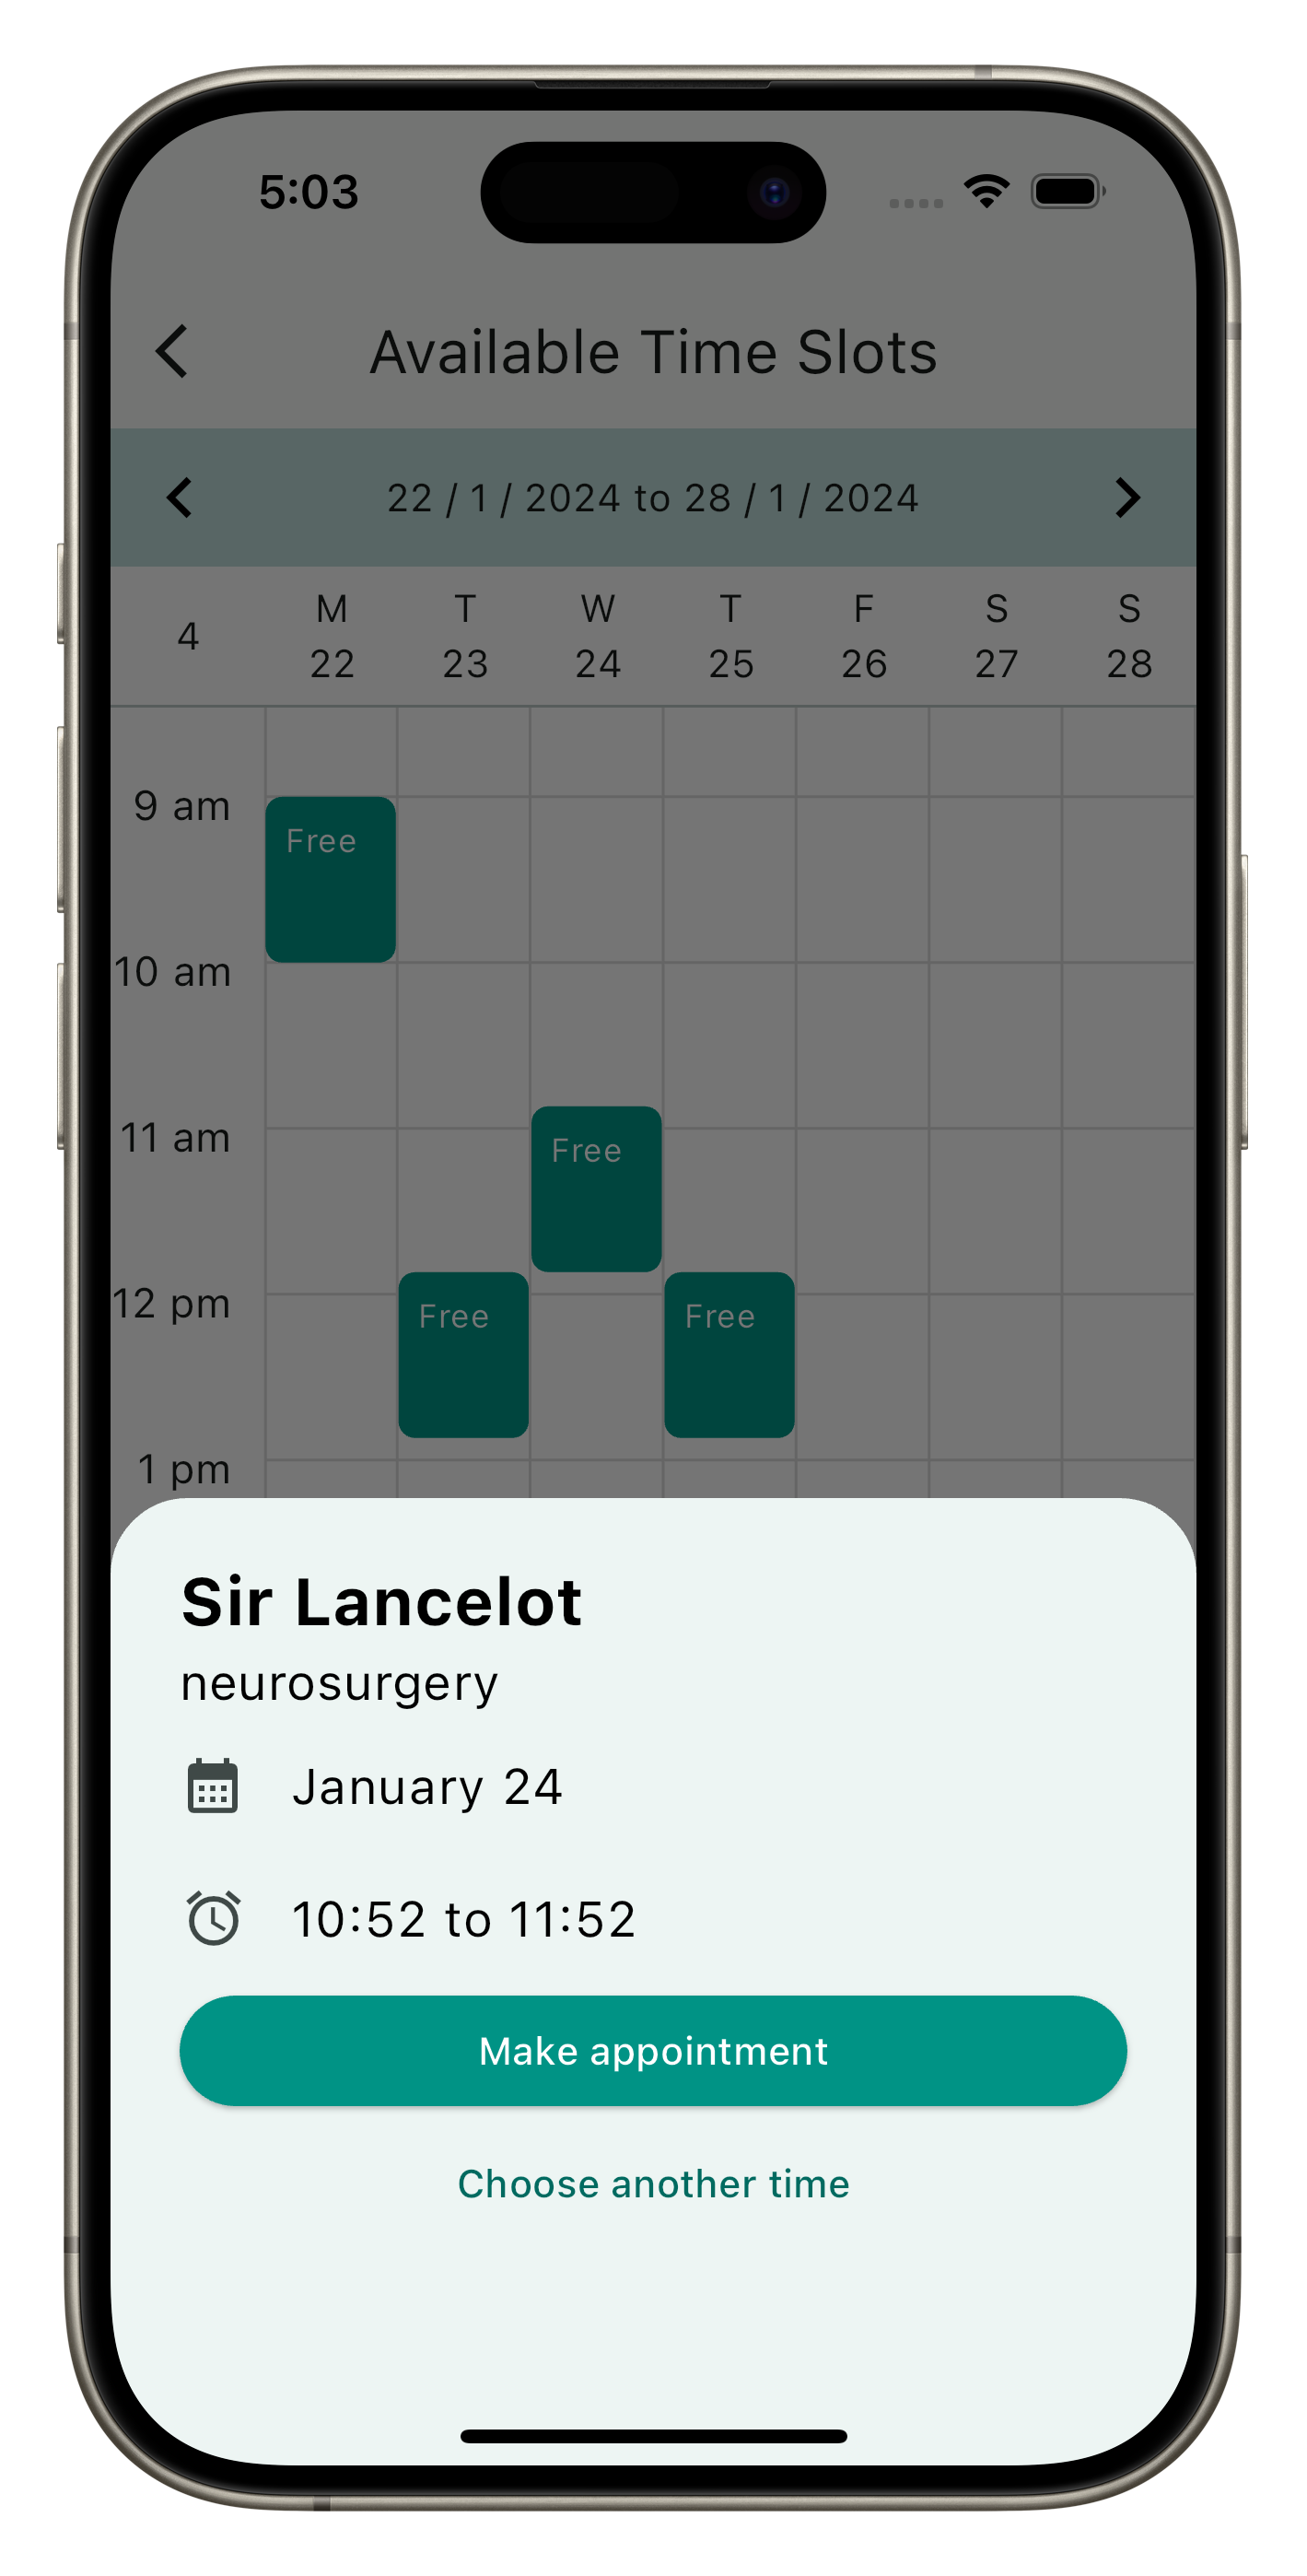 5:03
Available Time Slots
22 / 1 / 2024 to 28 / 1 / 2024
M T W T F S S
4
22 23 24 25 26 27 28
9 am
Free
10 am
11 am
Free
12 pm
Free Free
1 pm
Sir Lancelot
neurosurgery
January 24
10:52 to 11:52
Make appointment
Choose another time